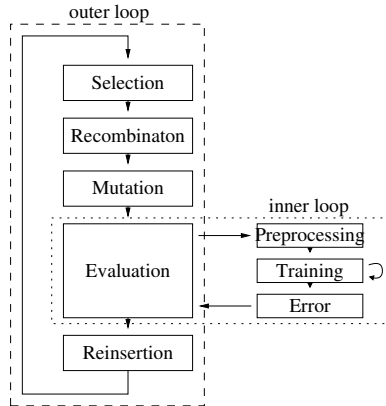 outer loop
Selection
Recombinaton
Mutation
inner loop
Preprocessing
Evaluation
Training
Error
Reinsertion